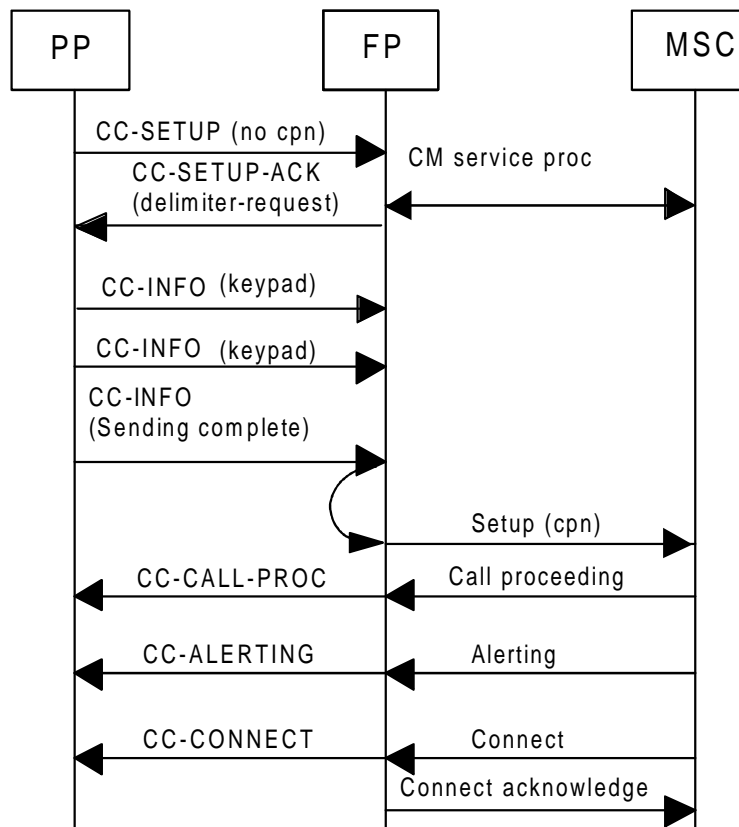 PP
FP
MSC
CC-SETUP (no cpn)
CM service proc
CC-SETUP-ACK
(delimiter-request)
CC-INFO (keypad)
CC-INFO (keypad)
CC-INFO
(Sending complete)
Setup (cpn)
CC-CALL-PROC
Call proceeding
CC-ALERTING
Alerting
CC-CONNECT
Connect
Connect acknowledge